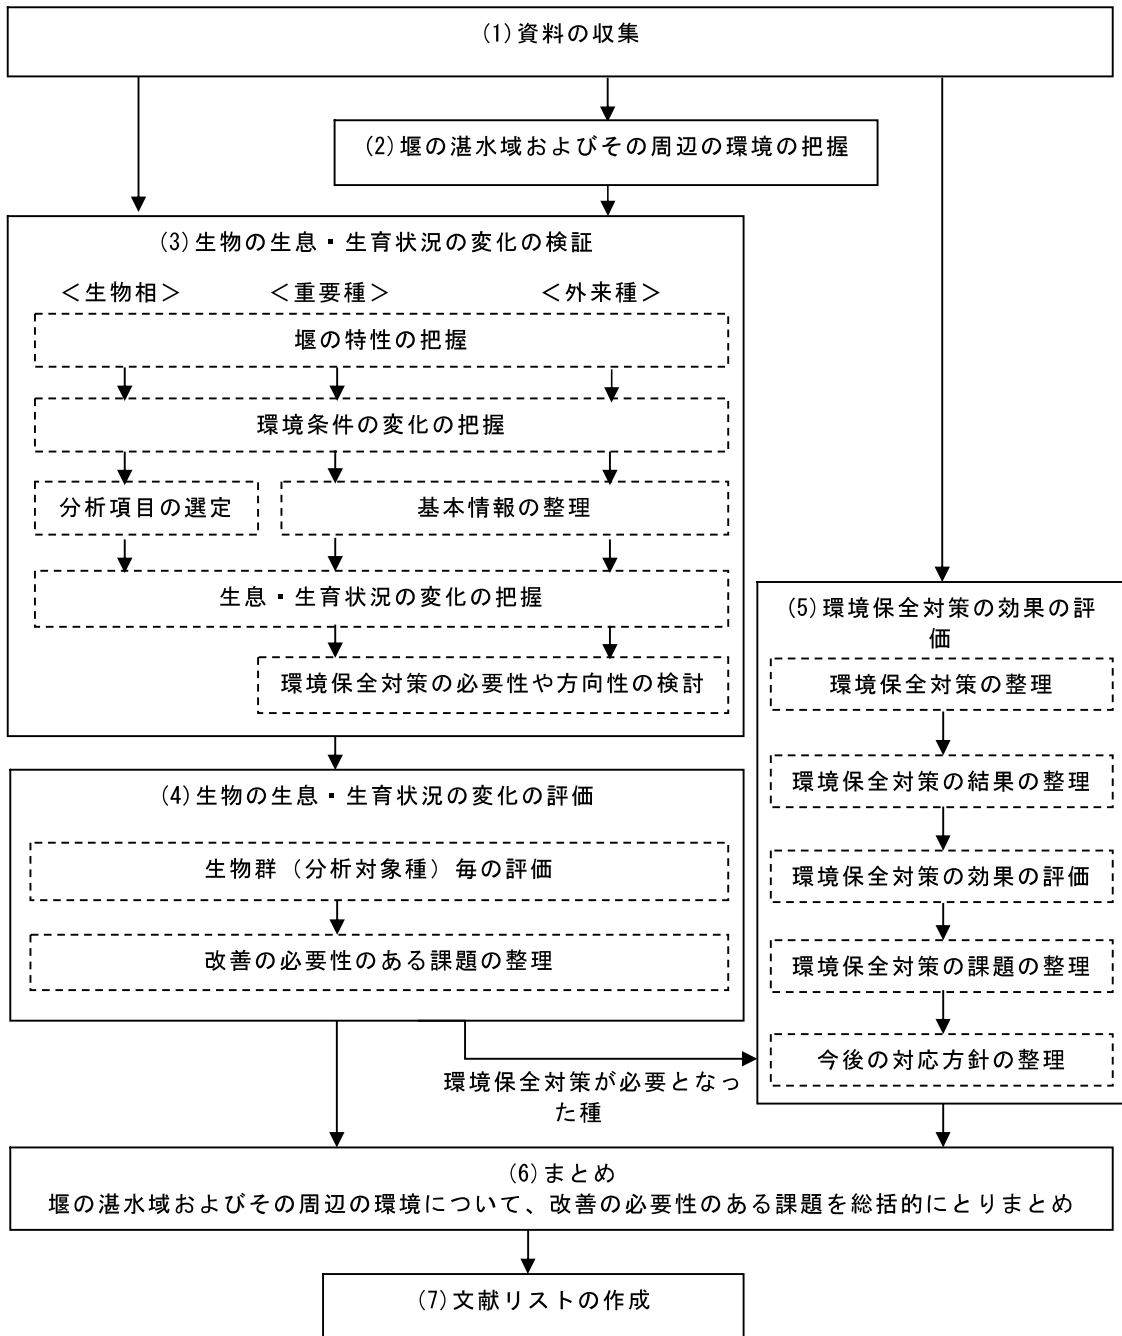 (1)資料の収集
(2)堰の湛水域およびその周辺の環境の把握
(3)生物の生息・生育状況の変化の検証
＜生物相＞
＜重要種＞
＜外来種＞
堰の特性の把握
環境条件の変化の把握
分析項目の選定
基本情報の整理
生息・生育状況の変化の把握
環境保全対策の必要性や方向性の検討
(4)生物の生息・生育状況の変化の評価
生物群（分析対象種）毎の評価
改善の必要性のある課題の整理
環境保全対策が必要となっ
た種
(5)環境保全対策の効果の評
価
環境保全対策の整理
環境保全対策の結果の整理
環境保全対策の効果の評価
環境保全対策の課題の整理
今後の対応方針の整理
(6)まとめ
堰の湛水域およびその周辺の環境について、改善の必要性のある課題を総括的にとりまとめ
(7)文献リストの作成